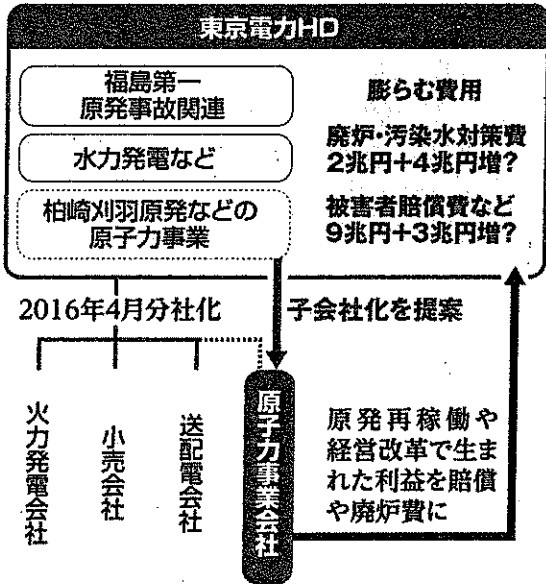 東京電力HD
福島第一
原発事故関連
水力発電など
柏崎刈羽原発などの
原子力事業
膨らむ費用
廃炉・汚染水対策費
2兆円+4兆円増?
被害者賠償費など
9兆円+3兆円増?
2016年4月分社化
子会社化を提案
火力発電会社
小売会社
送配電会社
原子力事業会社
原発再稼働や
経営改革で生ま
れた利益を賠償
や廃炉費に